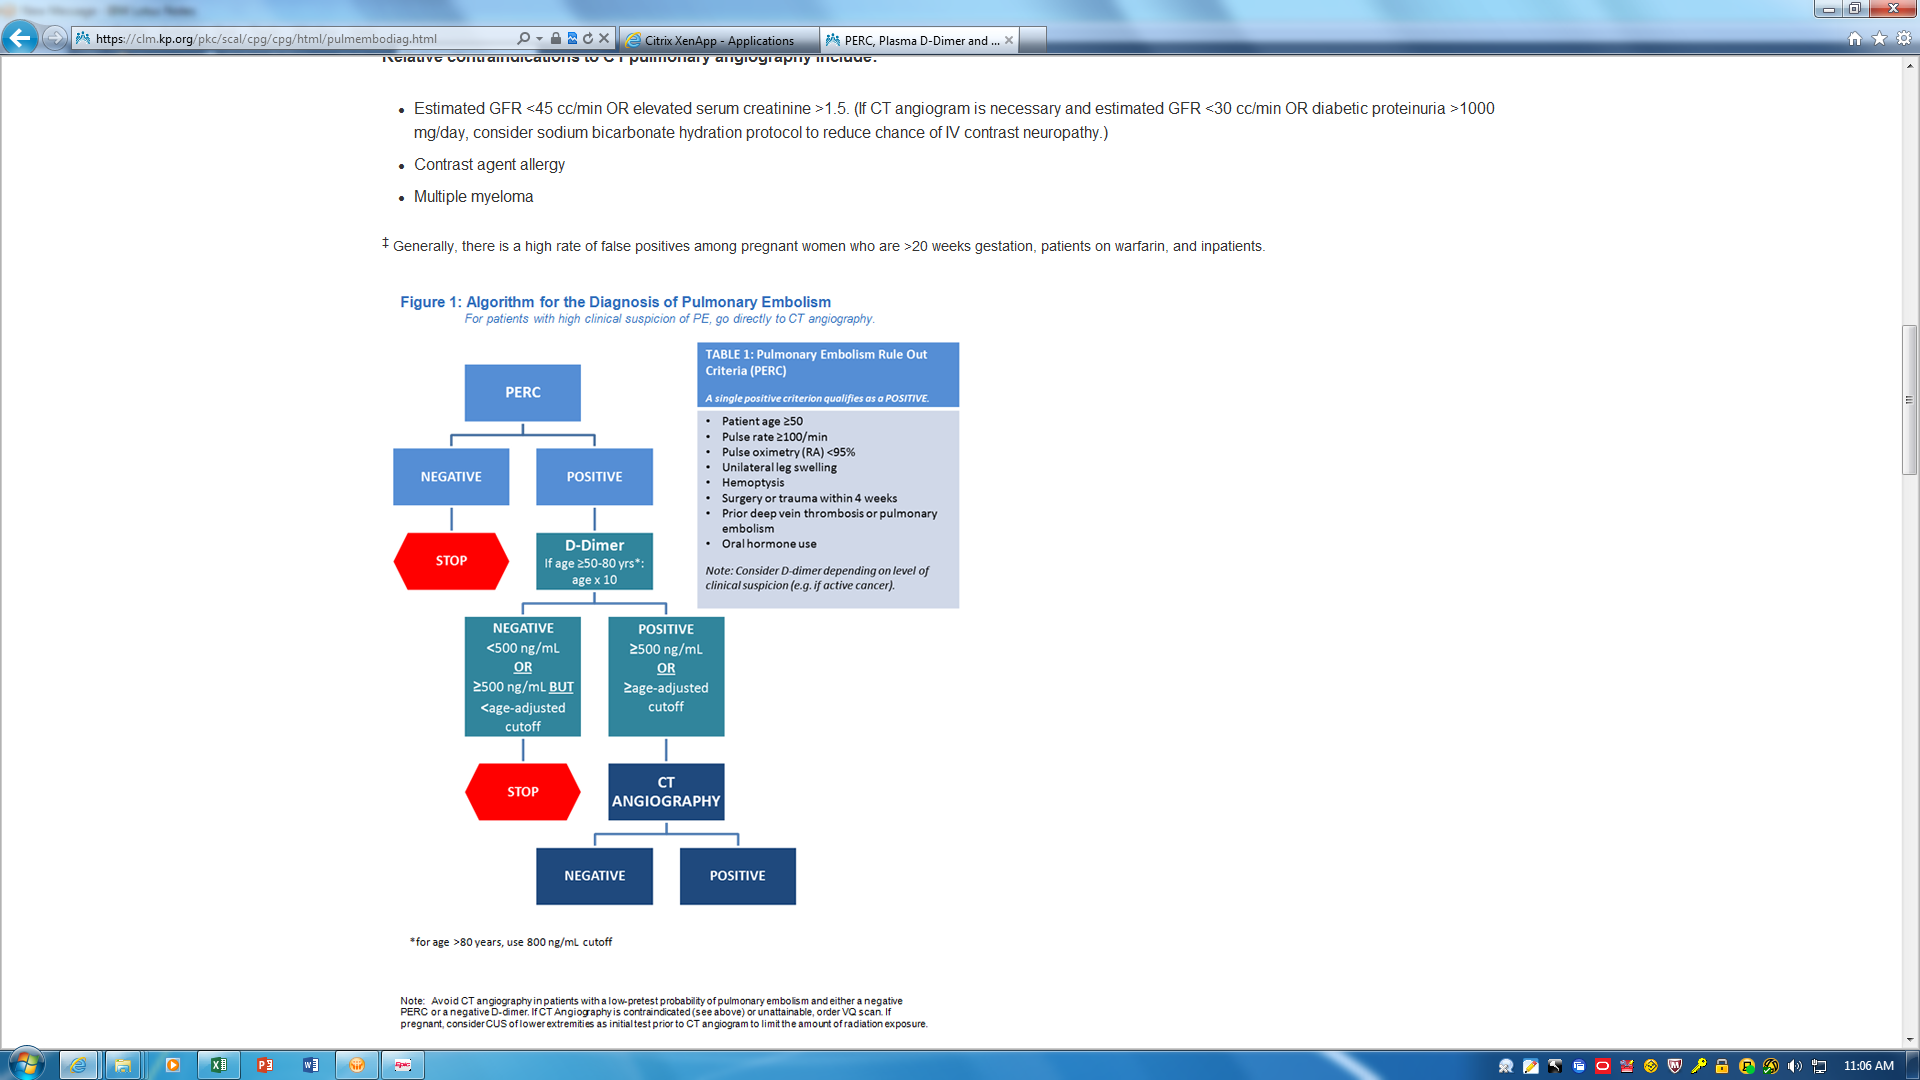 https://clm.kp.org/pkc/scal/cpg/cpg/html/pulmembodiag.html
Citrix XenApp - Applications
PERC, Plasma D-Dimer and ...
Relative contraindications to CT pulmonary angiography include:
Estimated GFR <45 cc/min OR elevated serum creatinine >1.5. (If CT angiogram is necessary and estimated GFR <30 cc/min OR diabetic proteinuria >1000
mg/day, consider sodium bicarbonate hydration protocol to reduce chance of IV contrast neuropathy.)
Contrast agent allergy
Multiple myeloma
‡ Generally, there is a high rate of false positives among pregnant women who are >20 weeks gestation, patients on warfarin, and inpatients.
Figure 1: Algorithm for the Diagnosis of Pulmonary Embolism
For patients with high clinical suspicion of PE, go directly to CT angiography.
TABLE 1: Pulmonary Embolism Rule Out
Criteria (PERC)
A single positive criterion qualifies as a POSITIVE.
• Patient age ≥50
• Pulse rate ≥100/min
• Pulse oximetry (RA) <95%
• Unilateral leg swelling
• Hemoptysis
• Surgery or trauma within 4 weeks
• Prior deep vein thrombosis or pulmonary
embolism
• Oral hormone use
Note: Consider D-dimer depending on level of
clinical suspicion (e.g. if active cancer).
PERC
NEGATIVE
POSITIVE
STOP
D-Dimer
If age ≥50-80 yrs*:
age x 10
NEGATIVE
<500 ng/mL
OR
≥500 ng/mL BUT
<age-adjusted
cutoff
POSITIVE
≥500 ng/mL
OR
≥age-adjusted
cutoff
STOP
CT
ANGIOGRAPHY
NEGATIVE
POSITIVE
*for age >80 years, use 800 ng/mL cutoff
Note: Avoid CT angiography in patients with a low-pretest probability of pulmonary embolism and either a negative
PERC or a negative D-dimer. If CT Angiography is contraindicated (see above) or unattainable, order VQ scan. If
pregnant, consider CUS of lower extremities as initial test prior to CT angiogram to limit the amount of radiation exposure.
11:06 AM